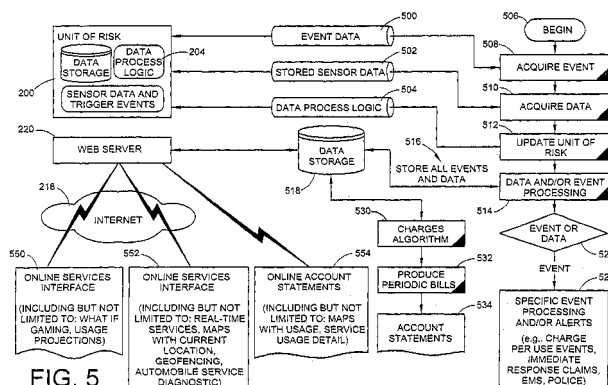 500
EVENT DATA
506
BEGIN
UNIT OF RISK
DATA STORAGE
DATA PROCESS LOGIC
204
502
STORED SENSOR DATA
508
ACQUIRE EVENT
200
SENSOR DATA AND TRIGGER EVENTS
504
DATA PROCESS LOGIC
510
ACQUIRE DATA
512
UPDATE UNIT OF RISK
220
WEB SERVER
DATA STORAGE
518
516
STORE ALL EVENTS AND DATA
DATA AND/OR EVENT PROCESSING
514
218
INTERNET
530
CHARGES ALGORITHM
EVENT OR DATA
52
EVENT
52
532
PRODUCE PERIODIC BILLS
534
ACCOUNT STATEMENTS
550
ONLINE SERVICES INTERFACE
(INCLUDING BUT NOT LIMITED TO: WHAT IF GAMING, USAGE PROJECTIONS)
552
ONLINE SERVICES INTERFACE
(INCLUDING BUT NOT LIMITED TO: REAL-TIME SERVICES, MAPS WITH CURRENT LOCATION, GEOFENCING, AUTOMOBILE SERVICE DIAGNOSTIC)
554
ONLINE ACCOUNT STATEMENTS
(INCLUDING BUT NOT LIMITED TO: MAPS WITH USAGE, SERVICE USAGE DETAIL)
SPECIFIC EVENT PROCESSING AND/OR ALERTS
(e.g., CHARGE PER USE EVENTS, IMMEDIATE RESPONSE CLAIMS, EMS, POLICE)
FIG. 5